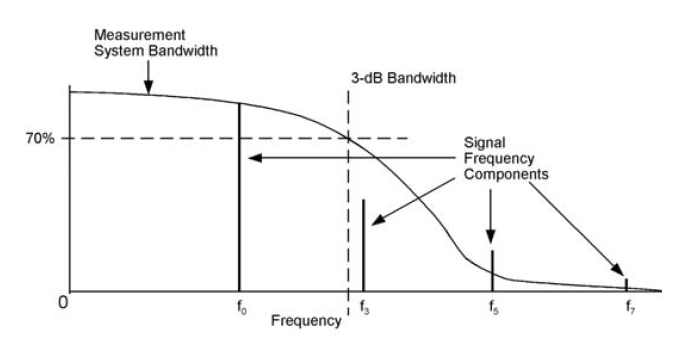 Measurement
System Bandwidth
3-dB Bandwidth
70%
Signal
Frequency
Components
0
f₀
f₃
f₅
f₇
Frequency